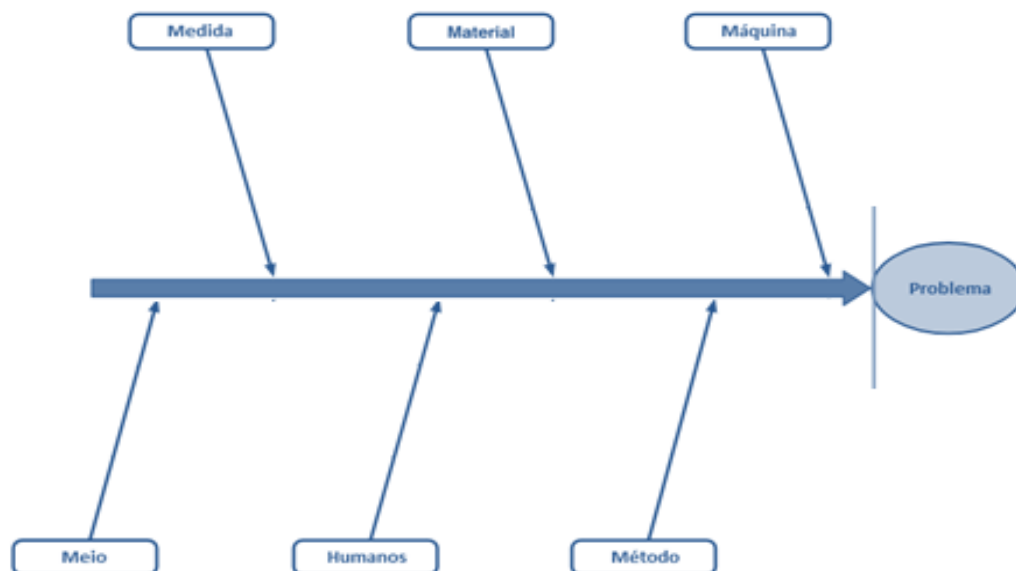 Medida
Material
Máquina
Problema
Meio
Humanos
Método